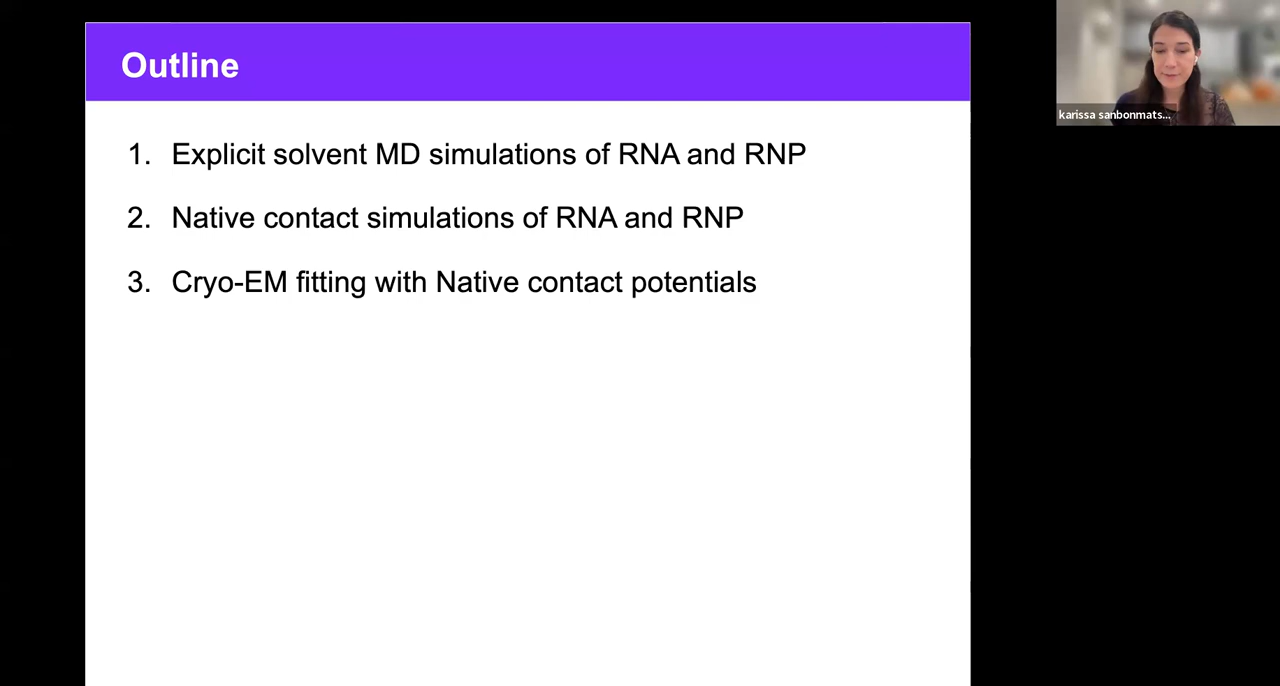 Outline
1. Explicit solvent MD simulations of RNA and RNP
2. Native contact simulations of RNA and RNP
3. Cryo-EM fitting with Native contact potentials
karissa sanbonmats...